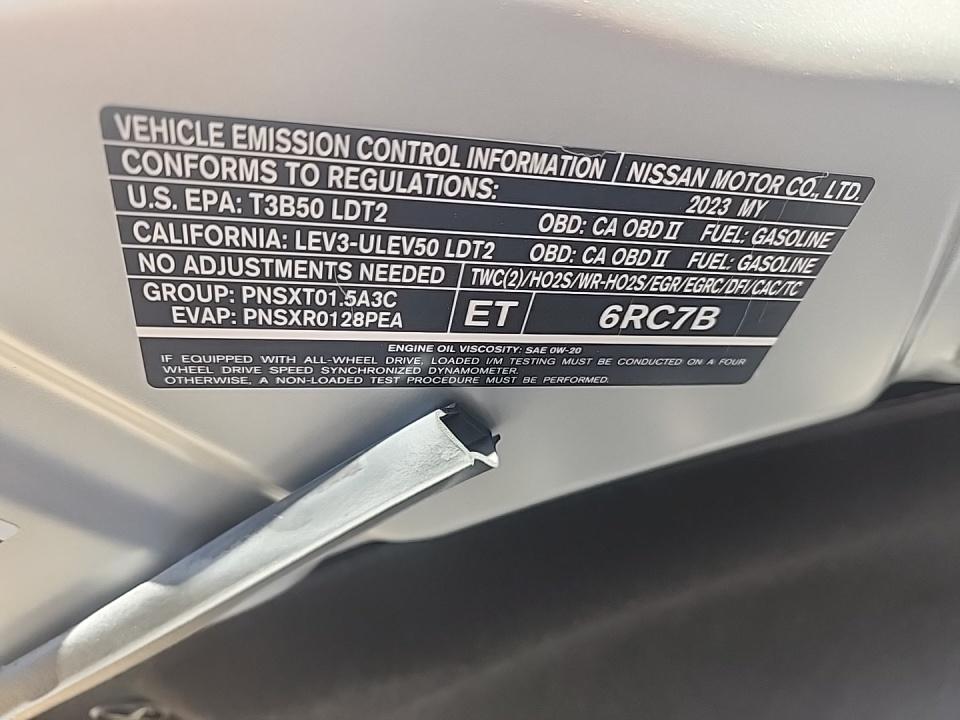 VEHICLE EMISSION CONTROL INFORMATION | NISSAN MOTOR CO., LTD.
CONFORMS TO REGULATIONS: 2023 MY
U.S. EPA: T3B50 LDT2 OBD: CA OBD II FUEL: GASOLINE
CALIFORNIA: LEV3-ULEV50 LDT2 OBD: CA OBD II FUEL: GASOLINE
NO ADJUSTMENTS NEEDED TWC(2)/HO2S/WR-HO2S/EGR/EGRC/DFI/CAC/TC
GROUP: PNSXT01.5A3C
EVAP: PNSXR0128PEA ET 6RC7B
ENGINE OIL VISCOSITY: SAE 0W-20
IF EQUIPPED WITH ALL-WHEEL DRIVE, LOADED I/M TESTING MUST BE CONDUCTED ON A FOUR
WHEEL DRIVE SPEED SYNCHRONIZED DYNAMOMETER.
OTHERWISE, A NON-LOADED TEST PROCEDURE MUST BE PERFORMED.